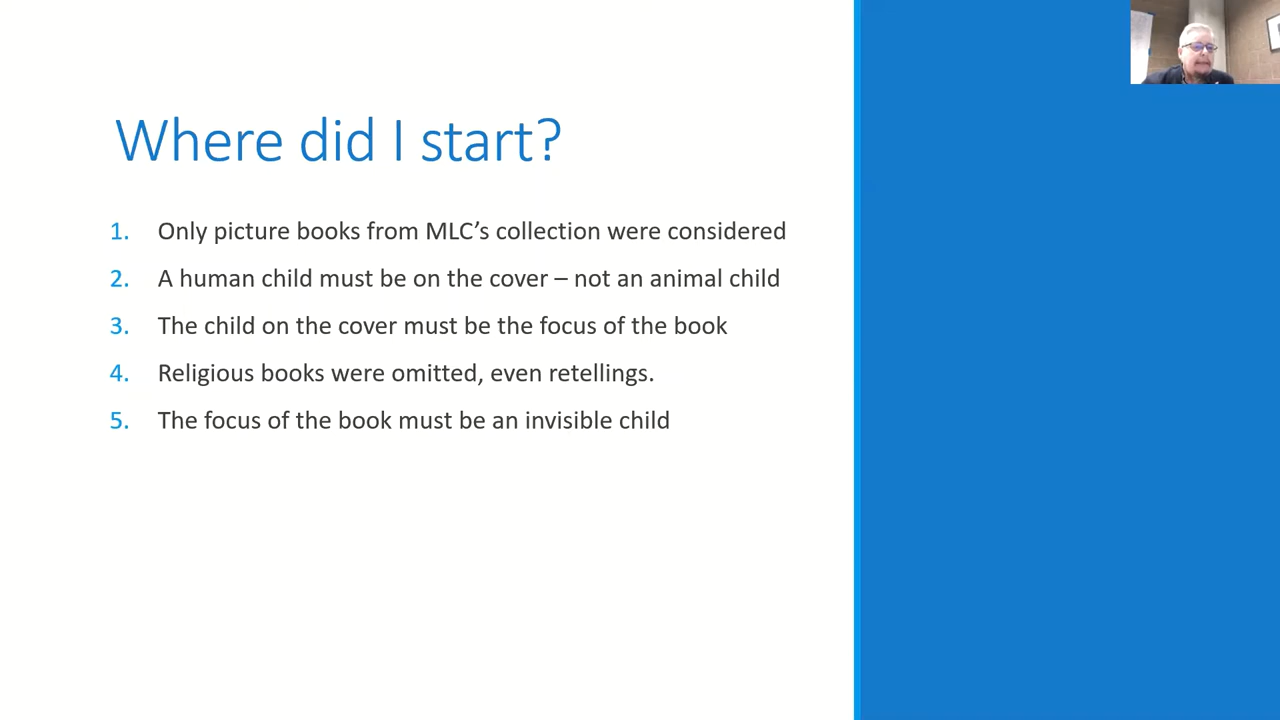 Where did I start?
1. Only picture books from MLC’s collection were considered
2. A human child must be on the cover – not an animal child
3. The child on the cover must be the focus of the book
4. Religious books were omitted, even retellings.
5. The focus of the book must be an invisible child